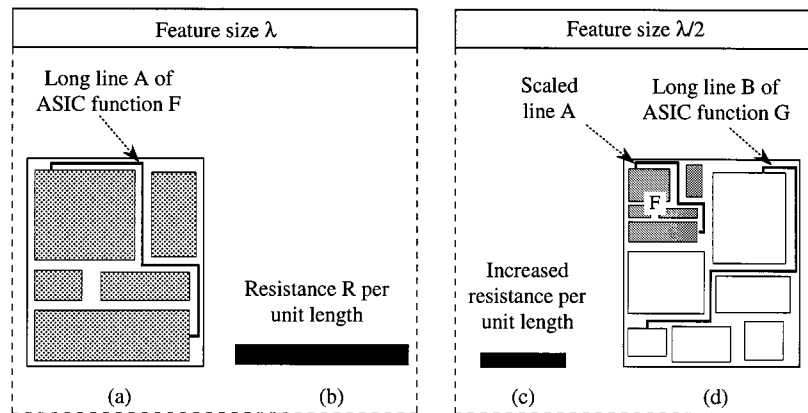 Feature size λ
Feature size λ/2
Long line A of
ASIC function F
Scaled
line A
Long line B of
ASIC function G
F
Resistance R per
unit length
Increased
resistance per
unit length
(a)
(b)
(c)
(d)